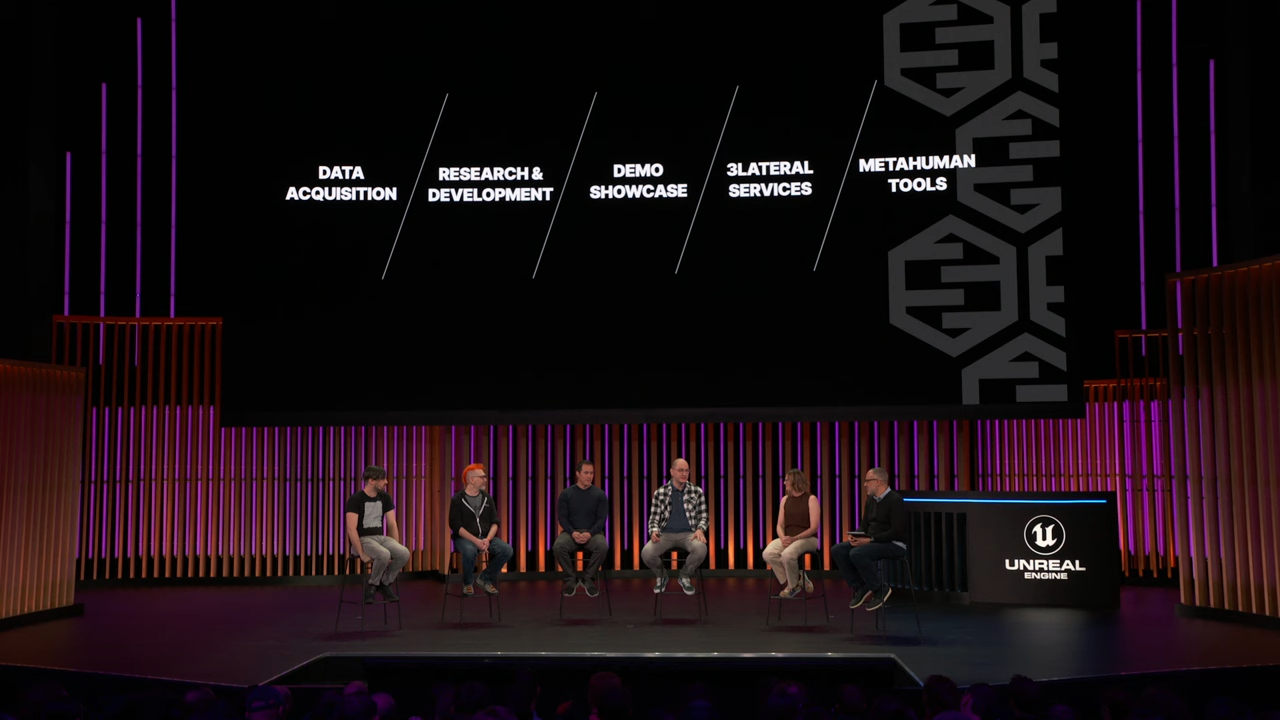 DATA
ACQUISITION
RESEARCH &
DEVELOPMENT
DEMO
SHOWCASE
3LATERAL
SERVICES
METAHUMAN
TOOLS
UNREAL
ENGINE